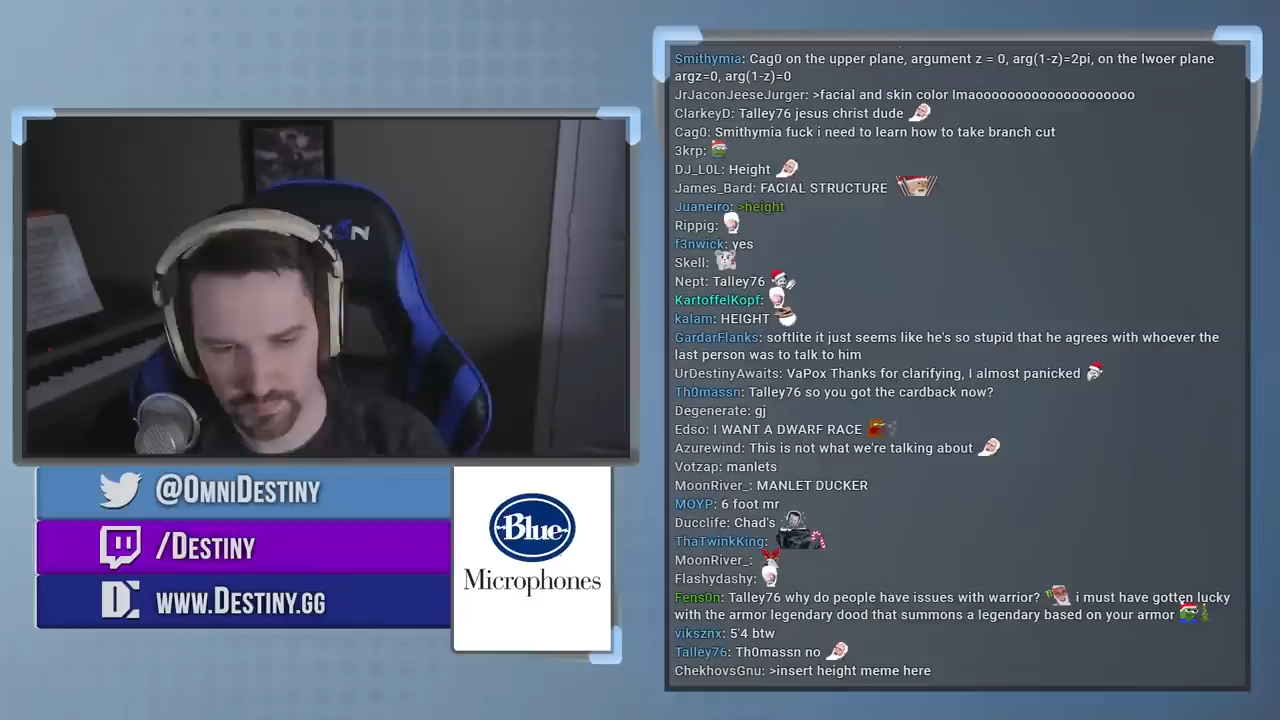 Smithymia: Cag0 on the upper plane, argument z = 0, arg(1-z)=2pi, on the lwoer plane
argz=0, arg(1-z)=0
JrJaconJeeseJurger: >facial and skin color lmaoooooooooooooooooooo
ClarkeyD: Talley76 jesus christ dude
Cag0: Smithymia fuck i need to learn how to take branch cut
3krp:
DJ_L0L: Height
James_Bard: FACIAL STRUCTURE
Juaneiro: >height
Rippig:
f3nwick: yes
Skell:
Nept: Talley76
KartoffelKopf:
kalam: HEIGHT
GardarFlanks: softlite it just seems like he's so stupid that he agrees with whoever the
last person was to talk to him
UrDestinyAwaits: VaPox Thanks for clarifying, I almost panicked
Th0massn: Talley76 so you got the cardback now?
Degenerate: gj
Edso: I WANT A DWARF RACE
Azurewind: This is not what we're talking about
Votzap: manlets
MoonRiver_: MANLET DUCKER
MOYP: 6 foot mr
Ducclife: Chad's
ThaTwinkKing:
MoonRiver_:
Flashydashy:
Fens0n: Talley76 why do people have issues with warrior? i must have gotten lucky
with the armor legendary dood that summons a legendary based on your armor
viksznx: 5'4 btw
Talley76: Th0massn no
ChekhovsGnu: >insert height meme here
@OmniDestiny
/Destiny
www.Destiny.gg
Blue
Microphones